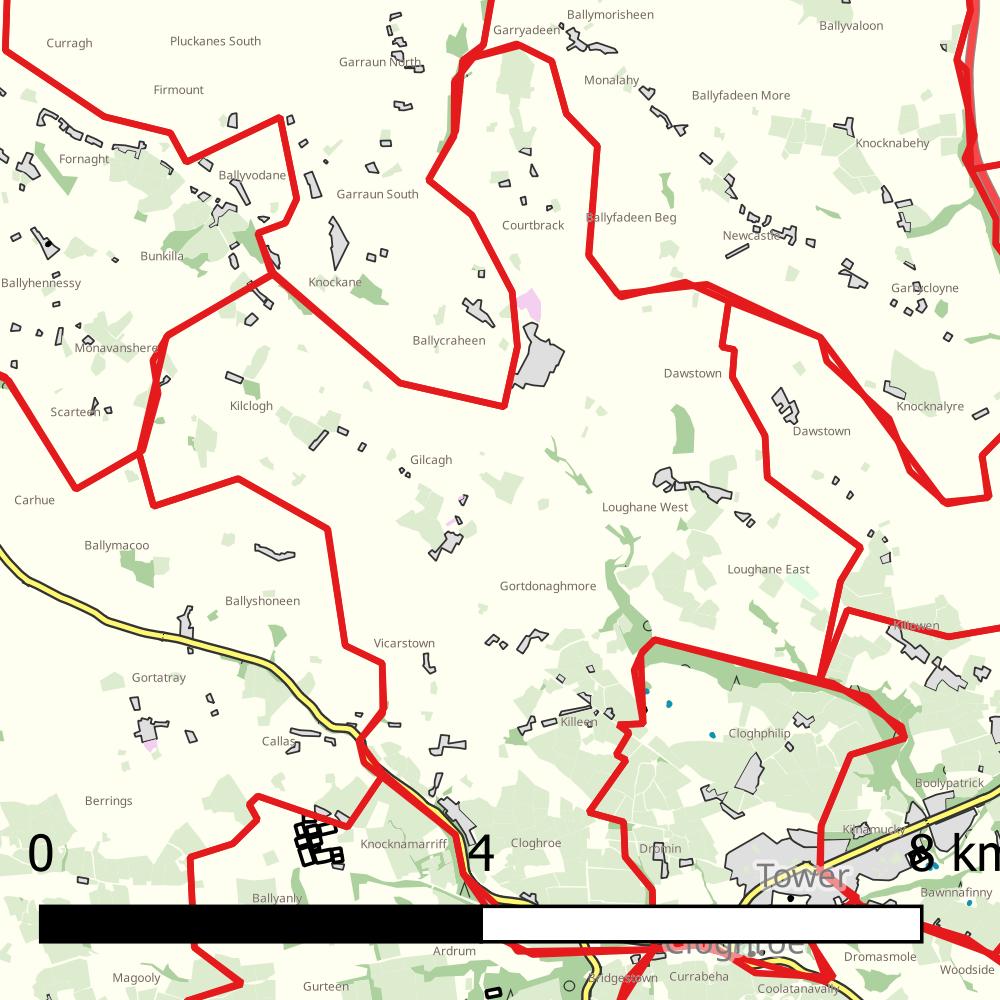 Ballymorisheen
Ballyvaloon
Garryadeen
Curragh
Pluckanes South
Garraun North
Monalahy
Firmount
Ballyfadeen More
Knocknabehy
Fornaght
Ballyvodane
Garraun South
Ballyfadeen Beg
Courtbrack
Newcastle
Bunkilla
Ballyhennessy
Knockane
Garrycloyne
Ballycraheen
Monavanshere
Dawstown
Scarteen
Kilclogh
Knocknalyre
Dawstown
Gilcagh
Carhue
Loughane West
Ballymacoo
Loughane East
Gortdonaghmore
Ballyshoneen
Killowen
Vicarstown
Gortatray
Killeen
Cloghphilip
Callas
Boolypatrick
Berrings
Kilnamucky
Knocknamarriff
Cloghroe
Dromin
0
4
8 km
Tower
Ballyanly
Bawnnafinny
Cloghroe
Ardrum
Dromasmole
Magooly
Bridgestown
Currabeha
Woodside
Gurteen
Coolatanavally